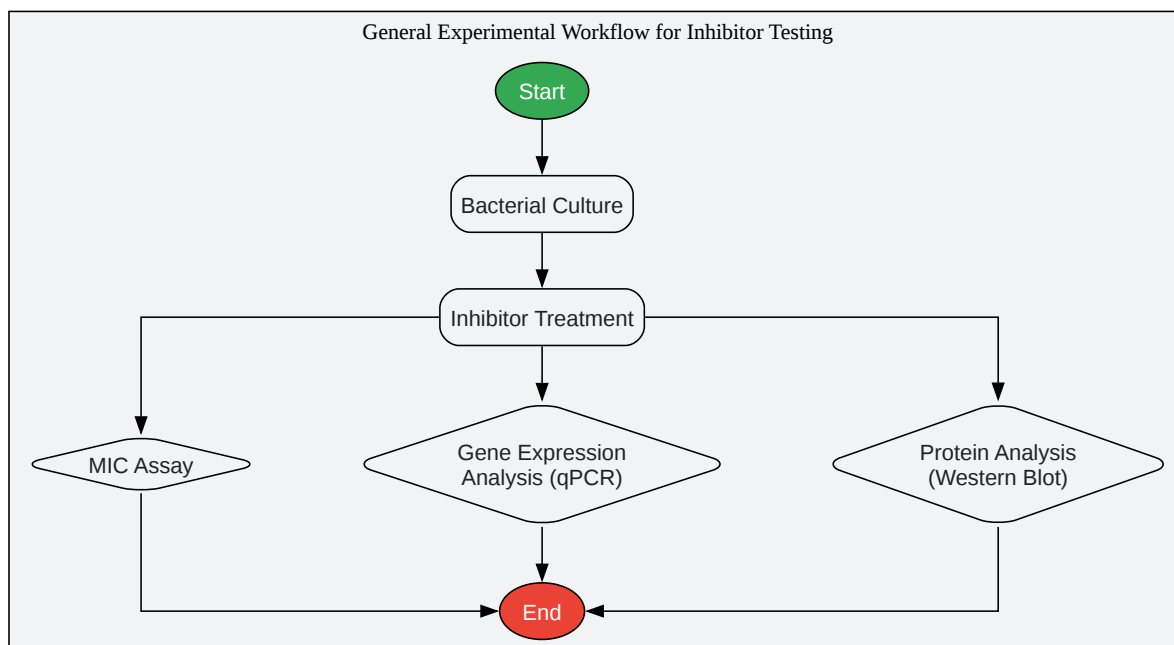 General Experimental Workflow for Inhibitor Testing
Start
Bacterial Culture
Inhibitor Treatment
MIC Assay
Gene Expression
Analysis (qPCR)
Protein Analysis
(Western Blot)
End